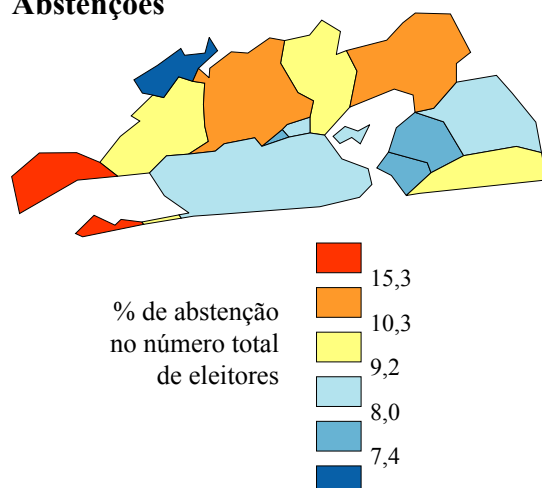 Abstenções
% de abstenção
no número total
de eleitores
15,3
10,3
9,2
8,0
7,4